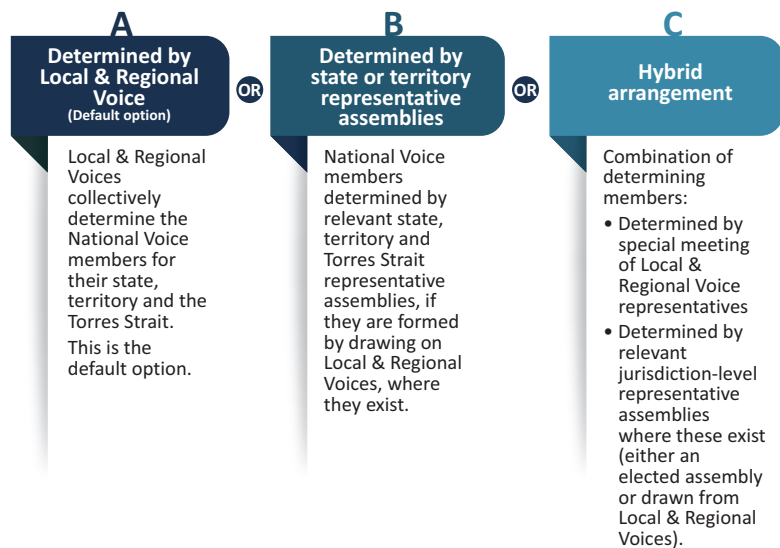 A
Determined by
Local & Regional
Voice
(Default option)
Local & Regional
Voices
collectively
determine the
National Voice
members for
their state,
territory and the
Torres Strait.
This is the
default option.
OR
B
Determined by
state or territory
representative
assemblies
National Voice
members
determined by
relevant state,
territory and
Torres Strait
representative
assemblies, if
they are formed
by drawing on
Local & Regional
Voices, where
they exist.
OR
C
Hybrid
arrangement
Combination of
determining
members:
• Determined by
special meeting
of Local &
Regional Voice
representatives
• Determined by
relevant
jurisdiction-level
representative
assemblies
where these exist
(either an
elected assembly
or drawn from
Local & Regional
Voices).